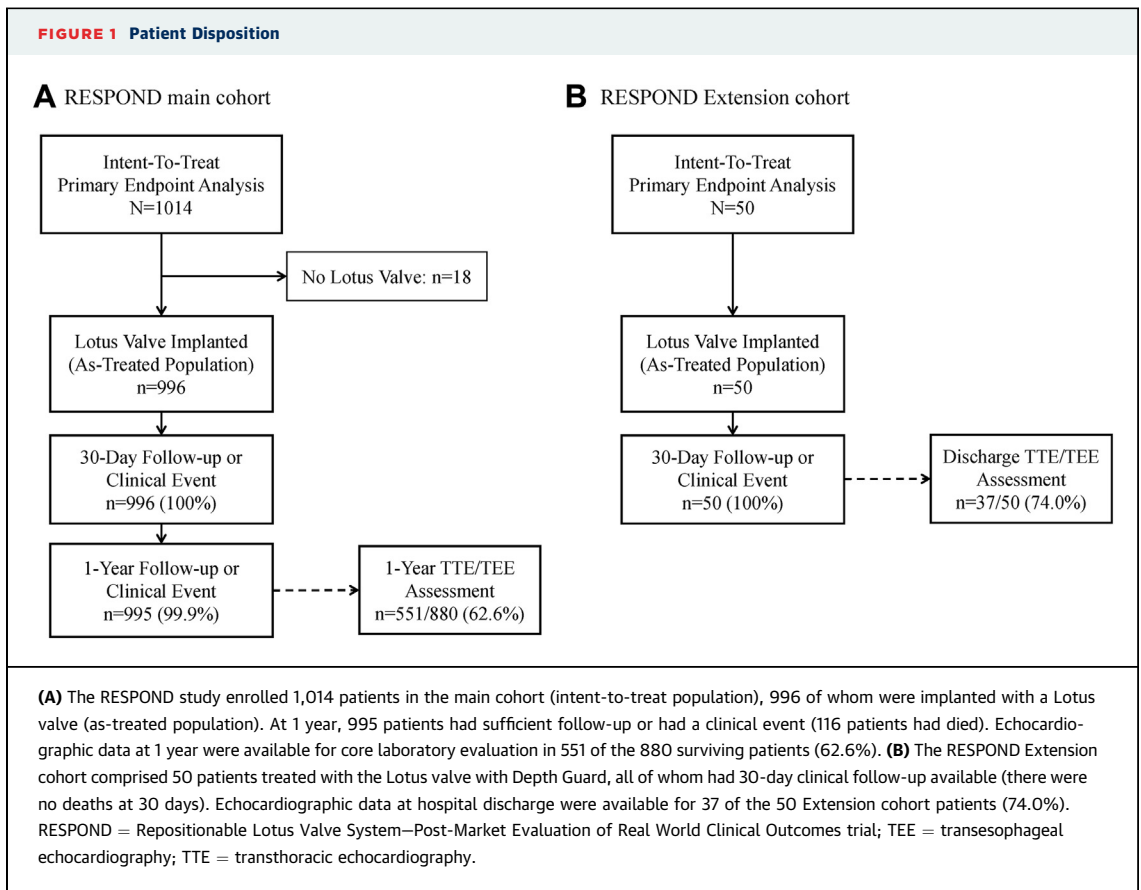 FIGURE 1 Patient Disposition
A RESPOND main cohort
Intent-To-Treat
Primary Endpoint Analysis
N=1014
No Lotus Valve: n=18
Lotus Valve Implanted
(As-Treated Population)
n=996
30-Day Follow-up or
Clinical Event
n=996 (100%)
1-Year Follow-up or
Clinical Event
n=995 (99.9%)
1-Year TTE/TEE
Assessment
n=551/880 (62.6%)
B RESPOND Extension cohort
Intent-To-Treat
Primary Endpoint Analysis
N=50
Lotus Valve Implanted
(As-Treated Population)
n=50
30-Day Follow-up or
Clinical Event
n=50 (100%)
Discharge TTE/TEE
Assessment
n=37/50 (74.0%)
(A) The RESPOND study enrolled 1,014 patients in the main cohort (intent-to-treat population), 996 of whom were implanted with a Lotus
valve (as-treated population). At 1 year, 995 patients had sufficient follow-up or had a clinical event (116 patients had died). Echocardio-
graphic data at 1 year were available for core laboratory evaluation in 551 of the 880 surviving patients (62.6%). (B) The RESPOND Extension
cohort comprised 50 patients treated with the Lotus valve with Depth Guard, all of whom had 30-day clinical follow-up available (there were
no deaths at 30 days). Echocardiographic data at hospital discharge were available for 37 of the 50 Extension cohort patients (74.0%).
RESPOND = Repositionable Lotus Valve System—Post-Market Evaluation of Real World Clinical Outcomes trial; TEE = transesophageal
echocardiography; TTE = transthoracic echocardiography.